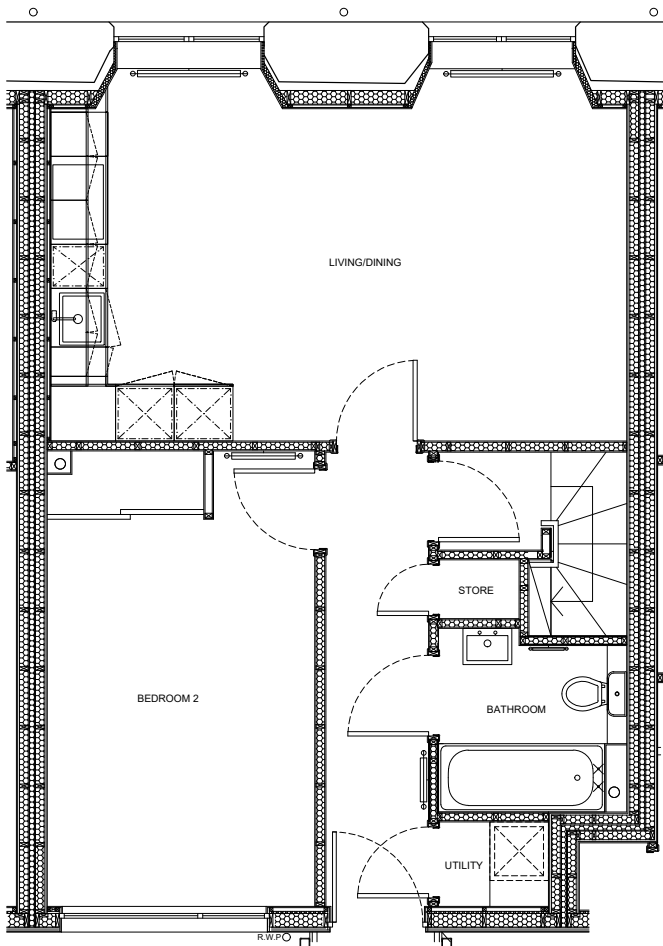 LIVING/DINING
STORE
BEDROOM 2
BATHROOM
UTILITY
R.W.P